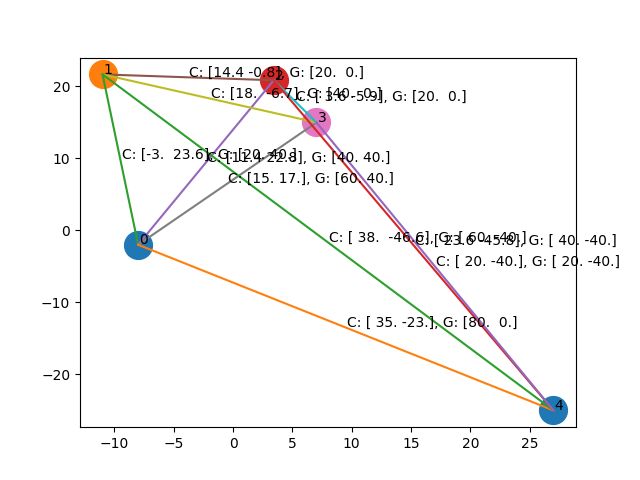 1
2
C: [14.4 -0.8], G: [20.  0.]
C: [18.  -6.7], G: [40.  0.]
C: [ 3.6 -5.9], G: [20.  0.]
3
C: [-3.  23.6], G: [20. 40.]
C: [11.4 22.8], G: [40. 40.]
C: [15. 17.], G: [60. 40.]
0
C: [ 38.  -46.6], G: [ 60. -40.]
C: [ 23.6 -45.8], G: [ 40. -40.]
C: [ 20. -40.], G: [ 20. -40.]
C: [ 35. -23.], G: [80.  0.]
4
20
10
0
−10
−20
−10 −5 0 5 10 15 20 25